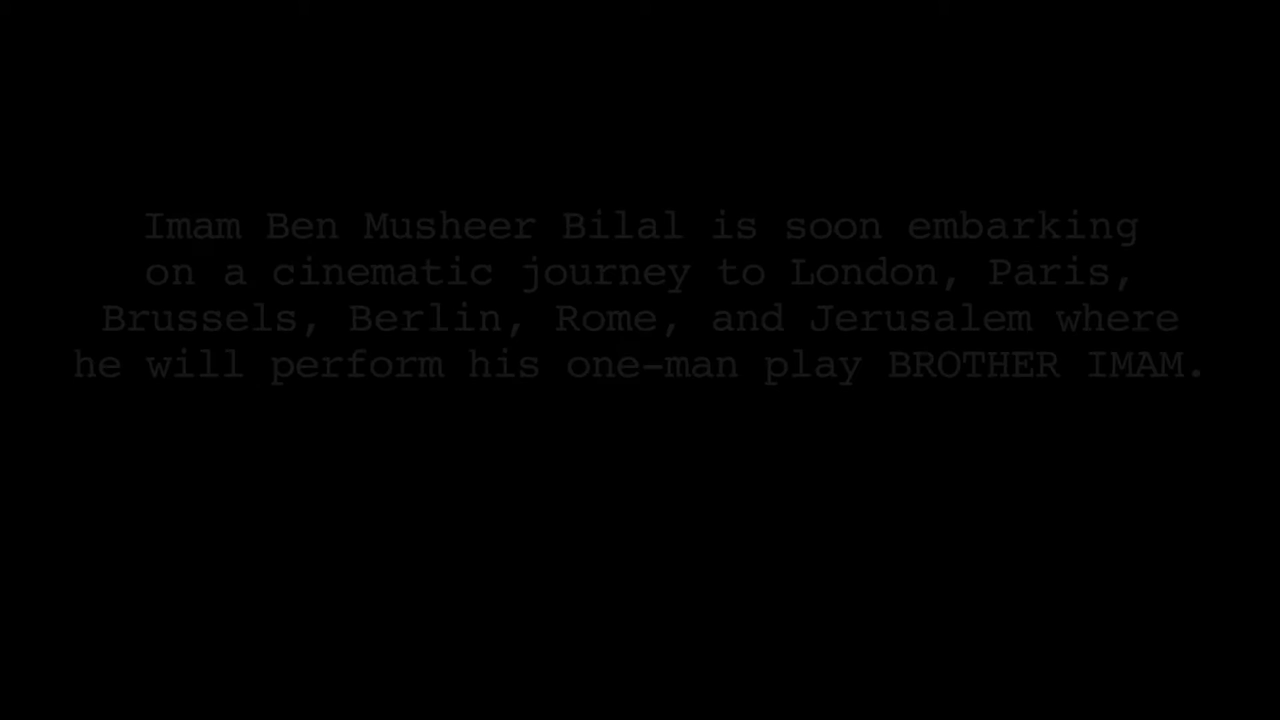 Imam Ben Musheer Bilal is soon embarking
on a cinematic journey to London, Paris,
Brussels, Berlin, Rome, and Jerusalem where
he will perform his one-man play BROTHER IMAM.